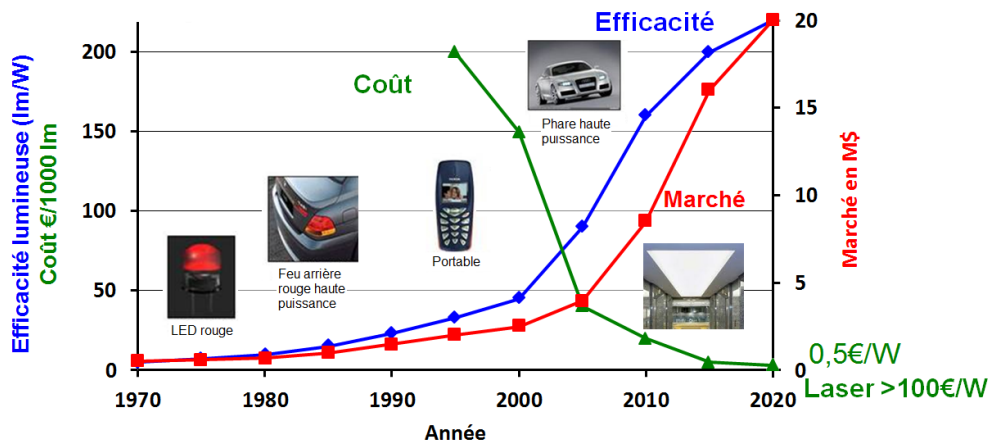 Efficacité
Coût
Marché
Efficacité lumineuse (lm/W)
Coût €/1000 lm
Marché en M$
200
150
100
50
0
20
15
10
5
0
Phare haute
puissance
Portable
Feu arrière
rouge haute
puissance
LED rouge
0,5€/W
Laser >100€/W
1970
1980
1990
2000
2010
2020
Année